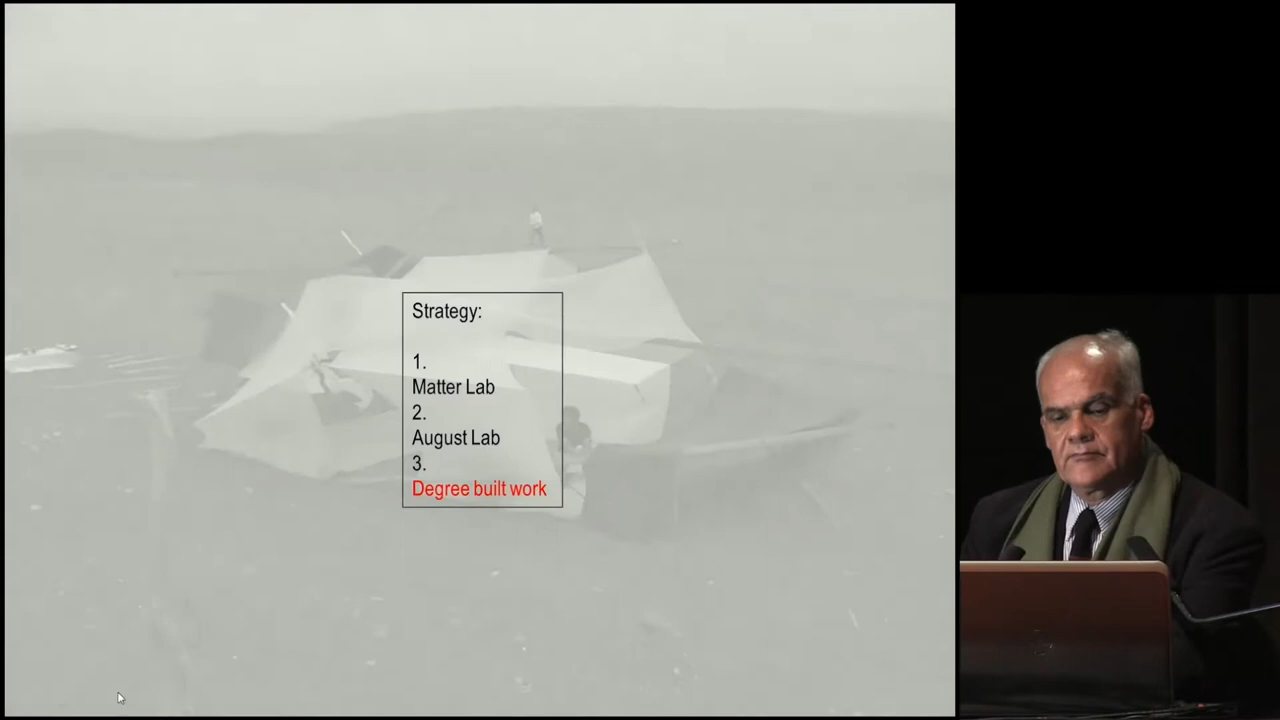 Strategy:
1.
Matter Lab
2.
August Lab
3.
Degree built work